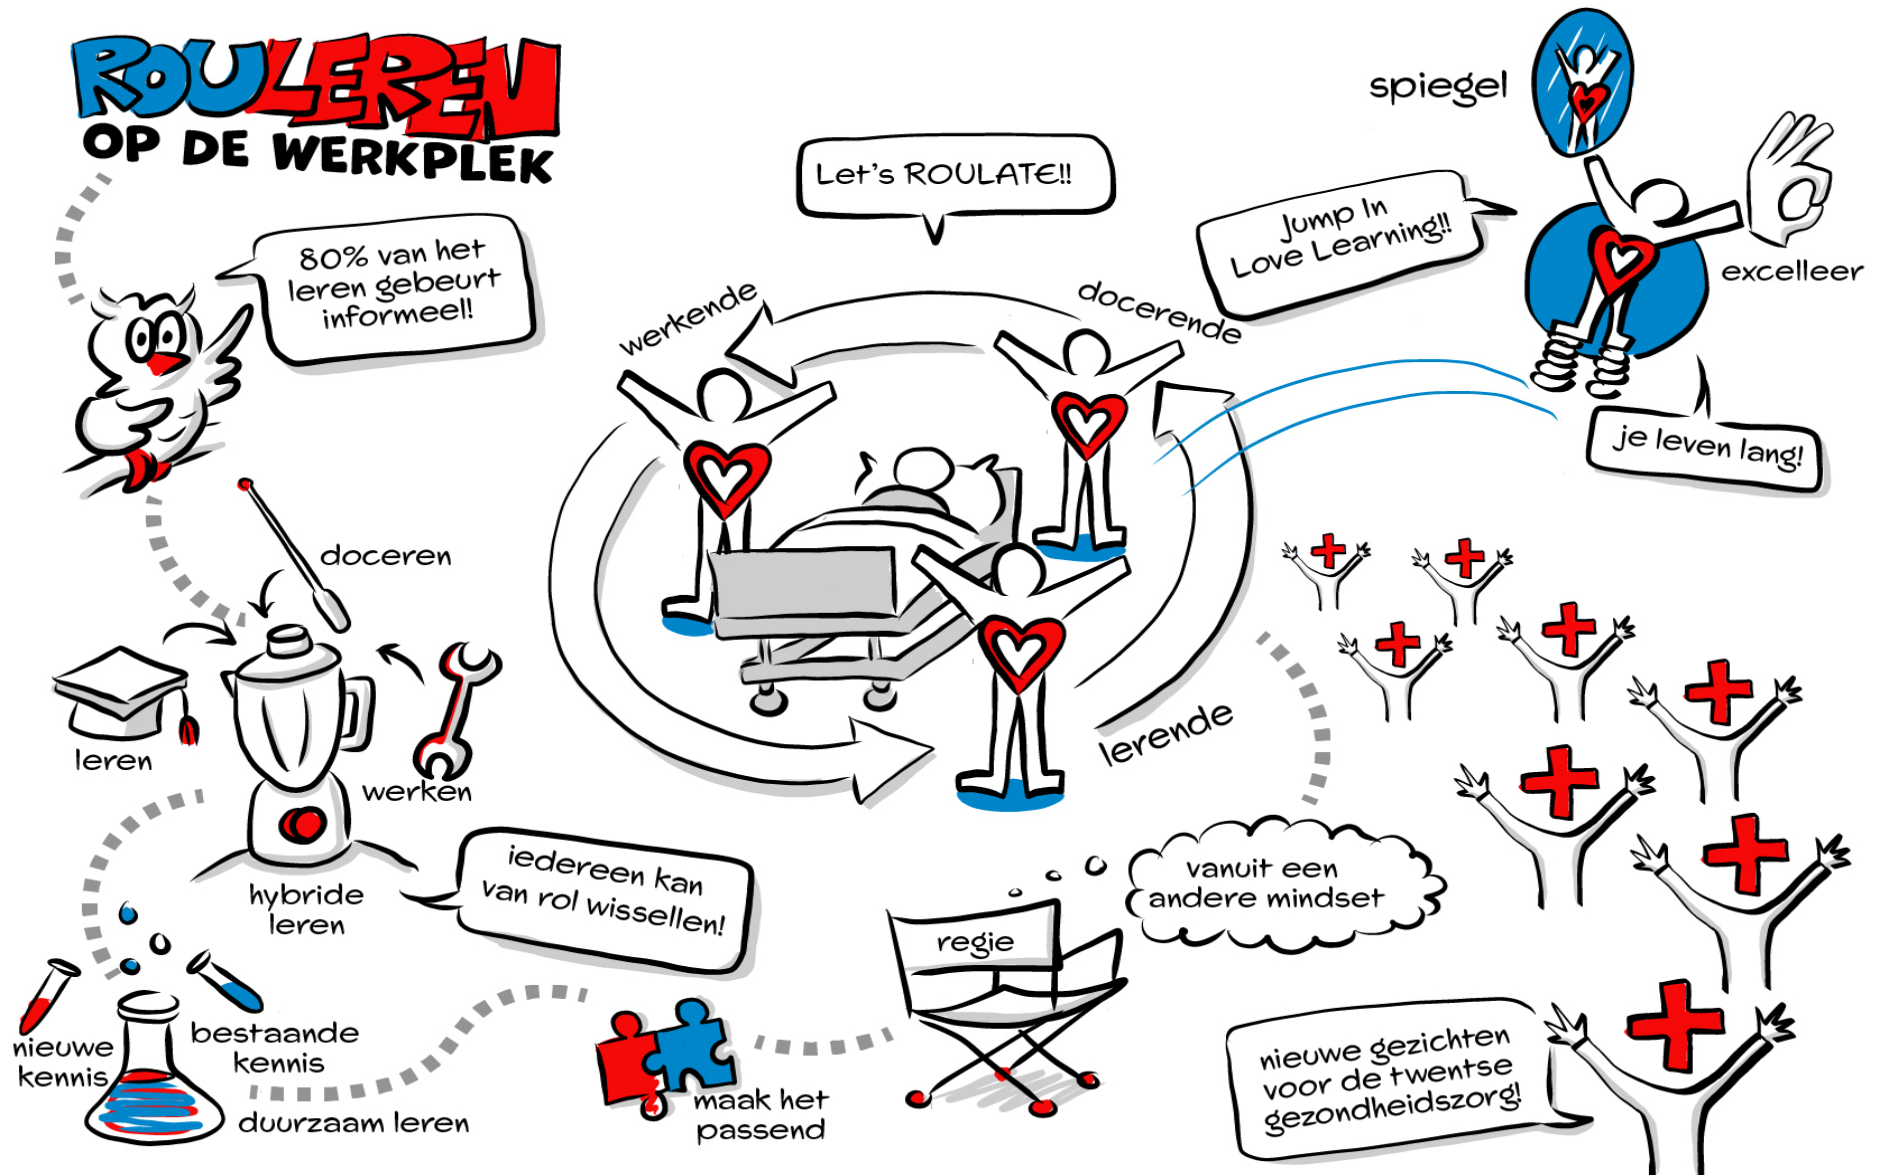 ROULEREN
OP DE WERKPLEK
80% van het
leren gebeurt
informeel!
doceren
leren
werken
hybride
leren
iedereen kan
van rol wissellen!
nieuwe
kennis
bestaande
kennis
duurzaam leren
maak het
passend
regie
vanuit een
andere mindset
Let's ROULATE!!
werkende
docerende
lerende
spiegel
Jump In
Love Learning!!
excelleer
je leven lang!
nieuwe gezichten
voor de twentse
gezondheidszorg!